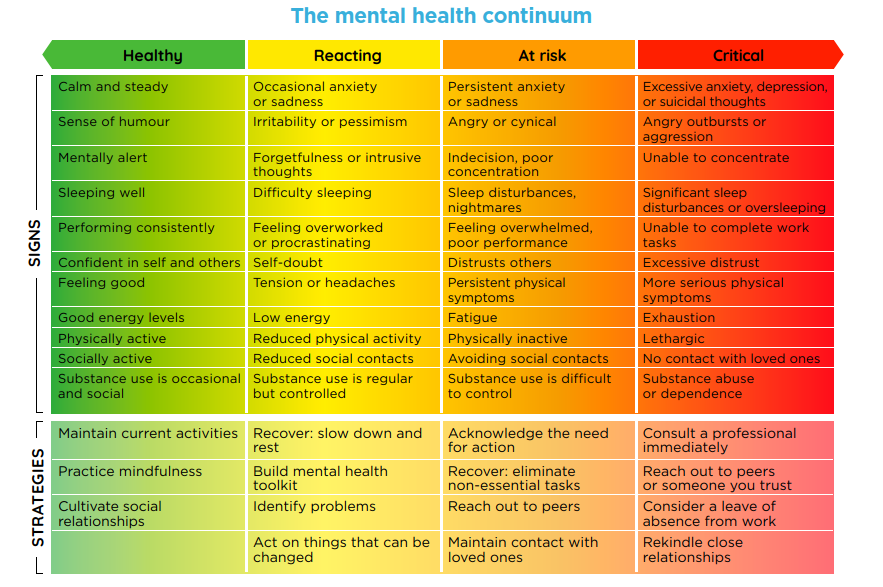 The mental health continuum
Healthy
Reacting
At risk
Critical
SIGNS
Calm and steady
Occasional anxiety
or sadness
Persistent anxiety
or sadness
Excessive anxiety, depression,
or suicidal thoughts
Sense of humour
Irritability or pessimism
Angry or cynical
Angry outbursts or
aggression
Mentally alert
Forgetfulness or intrusive
thoughts
Indecision, poor
concentration
Unable to concentrate
Sleeping well
Difficulty sleeping
Sleep disturbances,
nightmares
Significant sleep
disturbances or oversleeping
Performing consistently
Feeling overworked
or procrastinating
Feeling overwhelmed,
poor performance
Unable to complete work
tasks
Confident in self and others
Self-doubt
Distrusts others
Excessive distrust
Feeling good
Tension or headaches
Persistent physical
symptoms
More serious physical
symptoms
Good energy levels
Low energy
Fatigue
Exhaustion
Physically active
Reduced physical activity
Physically inactive
Lethargic
Socially active
Reduced social contacts
Avoiding social contacts
No contact with loved ones
Substance use is occasional
and social
Substance use is regular
but controlled
Substance use is difficult
to control
Substance abuse
or dependence
STRATEGIES
Maintain current activities
Recover: slow down and
rest
Acknowledge the need
for action
Consult a professional
immediately
Practice mindfulness
Build mental health
toolkit
Recover: eliminate
non-essential tasks
Reach out to peers
or someone you trust
Cultivate social
relationships
Identify problems
Reach out to peers
Consider a leave of
absence from work
Act on things that can be
changed
Maintain contact with
loved ones
Rekindle close
relationships